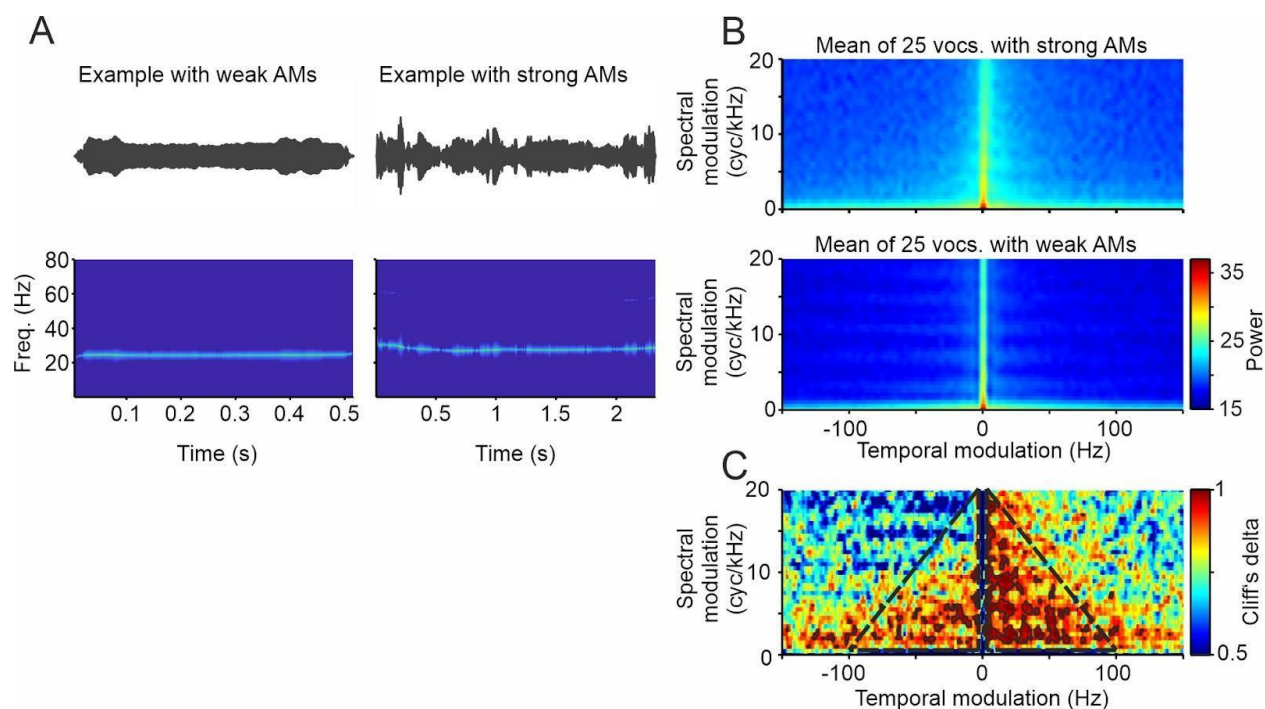 A
Example with weak AMs
Example with strong AMs
Freq. (Hz)
80
60
40
20
0.1
0.2
0.3
0.4
0.5
Time (s)
0.5
1
1.5
2
Time (s)
B
Mean of 25 vocs. with strong AMs
Spectral
modulation
(cyc/kHz)
20
10
0
-100
0
100
Mean of 25 vocs. with weak AMs
Spectral
modulation
(cyc/kHz)
20
10
0
-100
0
100
Temporal modulation (Hz)
35
25
15
Power
C
Spectral
modulation
(cyc/kHz)
20
10
0
-100
0
100
Temporal modulation (Hz)
1
0.5
Cliff's delta